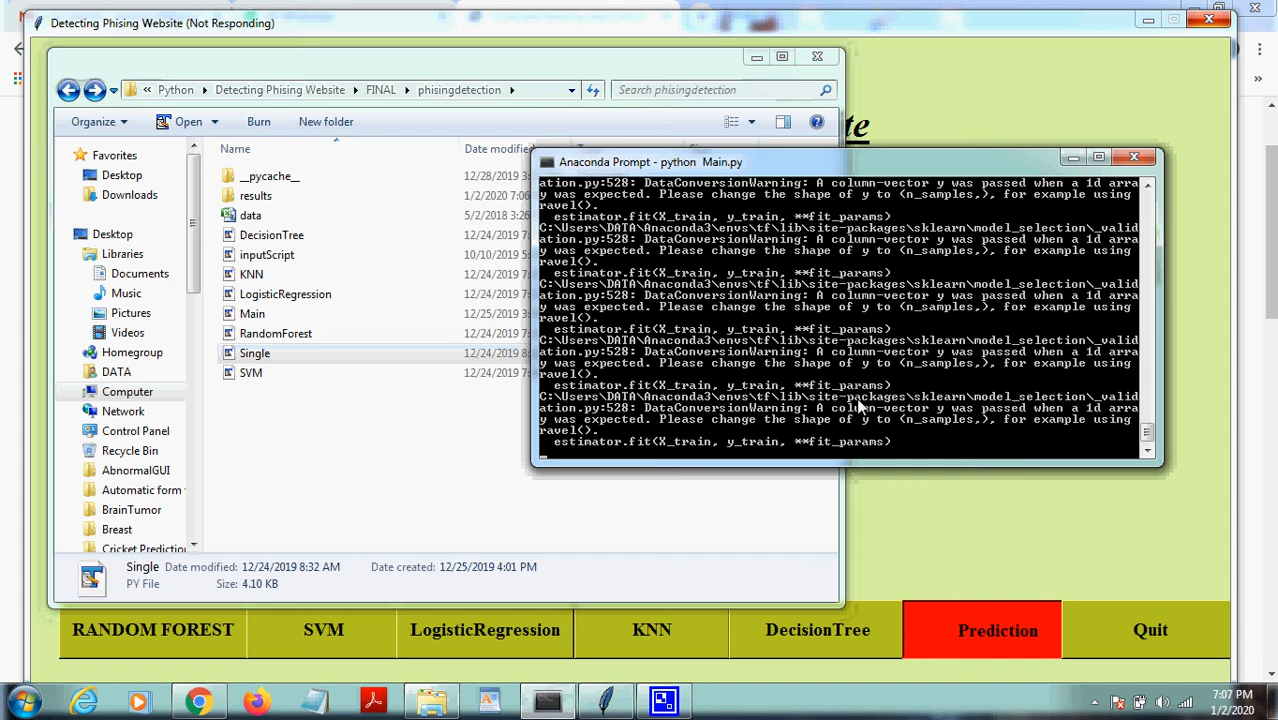 Detecting Phising Website (Not Responding)
te
Python
Detecting Phising Website
FINAL
phisingdetection
Search phisingdetection
Organize
Open
Burn
New folder
Favorites
Desktop
Downloads
Desktop
Libraries
Documents
Music
Pictures
Videos
Homegroup
DATA
Computer
Network
Control Panel
Recycle Bin
AbnormalGUI
Automatic form
BrainTumor
Breast
Cricket Predictio
Name
Date modifie
__pycache__ 12/28/2019 3:
results 1/2/2020 7:06
data 5/2/2018 3:26
DecisionTree 12/24/2019 7:
inputScript 10/10/2019 5:
KNN 12/24/2019 7:
LogisticRegression 12/24/2019 7:
Main 12/25/2019 3:
RandomForest 12/24/2019 7:
Single 12/24/2019 8:
SVM 12/24/2019 7:
Anaconda Prompt - python  Main.py
ation.py:528: DataConversionWarning: A column-vector y was passed when a 1d arra
y was expected. Please change the shape of y to (n_samples,), for example using
ravel().
estimator.fit(X_train, y_train, **fit_params)
C:\Users\DATA\Anaconda3\envs\tf\lib\site-packages\sklearn\model_selection\_valid
ation.py:528: DataConversionWarning: A column-vector y was passed when a 1d arra
y was expected. Please change the shape of y to (n_samples,), for example using
ravel().
estimator.fit(X_train, y_train, **fit_params)
C:\Users\DATA\Anaconda3\envs\tf\lib\site-packages\sklearn\model_selection\_valid
ation.py:528: DataConversionWarning: A column-vector y was passed when a 1d arra
y was expected. Please change the shape of y to (n_samples,), for example using
ravel().
estimator.fit(X_train, y_train, **fit_params)
C:\Users\DATA\Anaconda3\envs\tf\lib\site-packages\sklearn\model_selection\_valid
ation.py:528: DataConversionWarning: A column-vector y was passed when a 1d arra
y was expected. Please change the shape of y to (n_samples,), for example using
ravel().
estimator.fit(X_train, y_train, **fit_params)
C:\Users\DATA\Anaconda3\envs\tf\lib\site-packages\sklearn\model_selection\_valid
ation.py:528: DataConversionWarning: A column-vector y was passed when a 1d arra
y was expected. Please change the shape of y to (n_samples,), for example using
ravel().
estimator.fit(X_train, y_train, **fit_params)
Single Date modified: 12/24/2019 8:32 AM Date created: 12/25/2019 4:01 PM
PY File Size: 4.10 KB
RANDOM FOREST
SVM
LogisticRegression
KNN
DecisionTree
Prediction
Quit
7:07 PM
1/2/2020